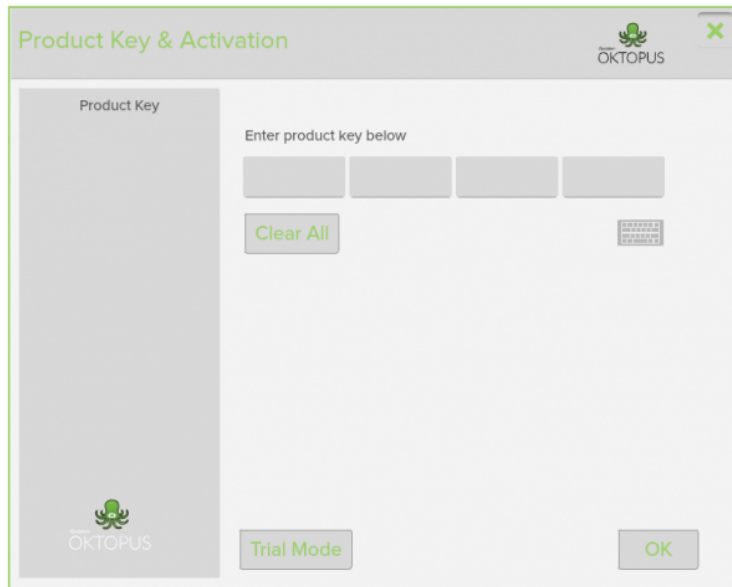 Product Key & Activation
OKTOPUS
Product Key
Enter product key below
Clear All
OKTOPUS
Trial Mode
OK